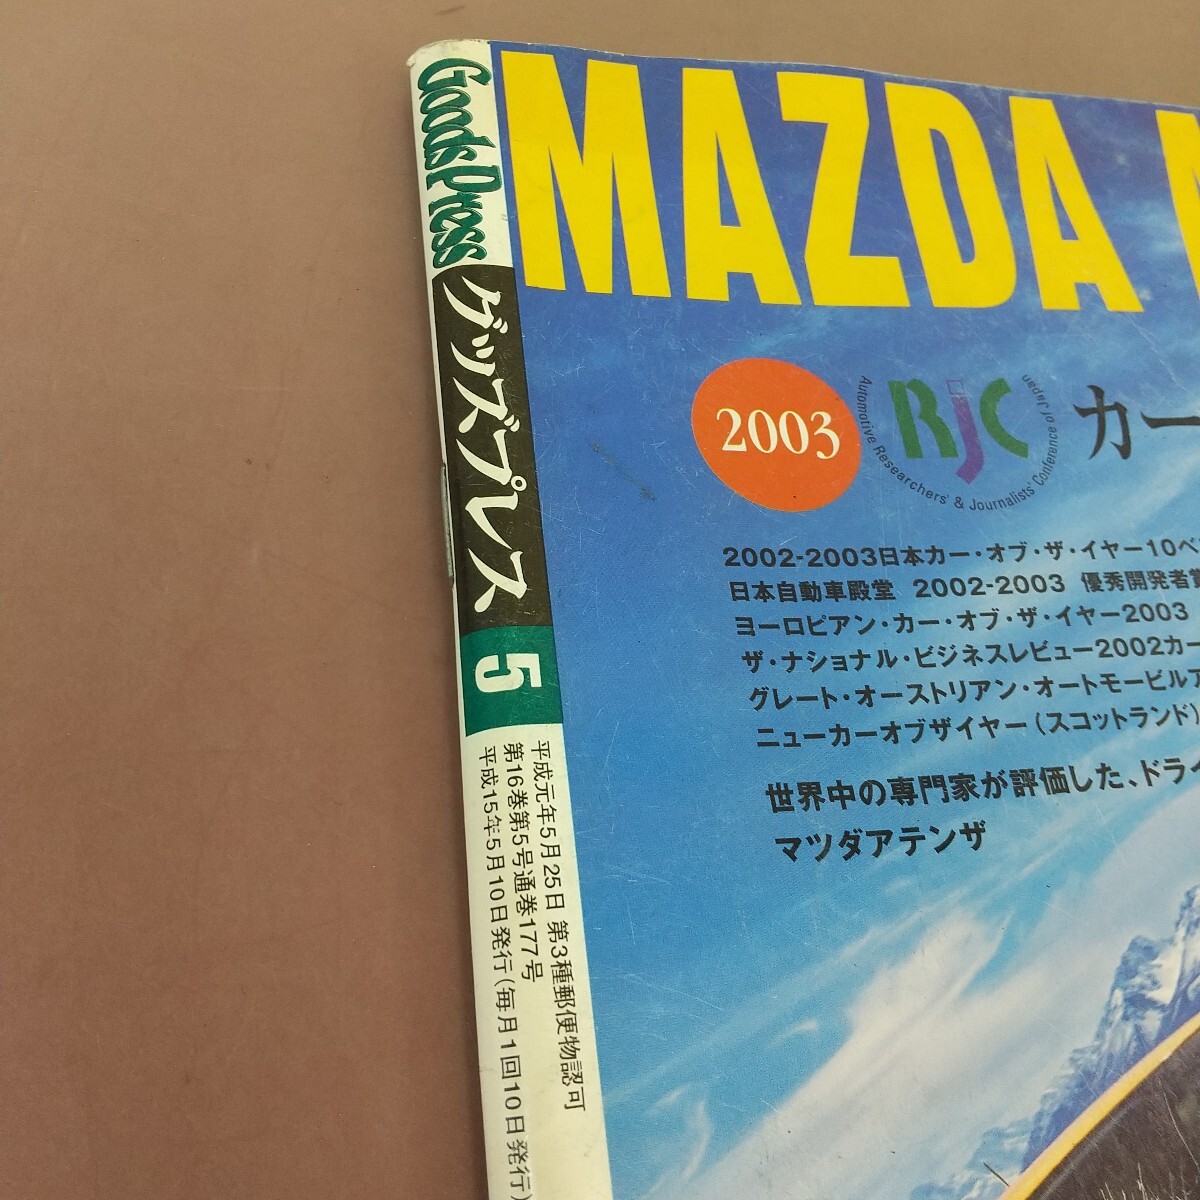 Goods Press
グッズプレス
5
平成元年5月25日 第3種郵便物認可
第16巻第5号通巻177号
平成15年5月10日発行(毎月1回10日発行)
MAZDA
2003
RJC
Automotive Researchers' & Journalists' Conference of Japan
カー
2002-2003日本カー・オブ・ザ・イヤー10ベ
日本自動車殿堂 2002-2003 優秀開発者賞
ヨーロピアン・カー・オブ・ザ・イヤー2003
ザ・ナショナル・ビジネスレビュー2002カー
グレート・オーストリアン・オートモービルア
ニューカーオブザイヤー(スコットランド)
世界中の専門家が評価した、ドライ
マツダアテンザ